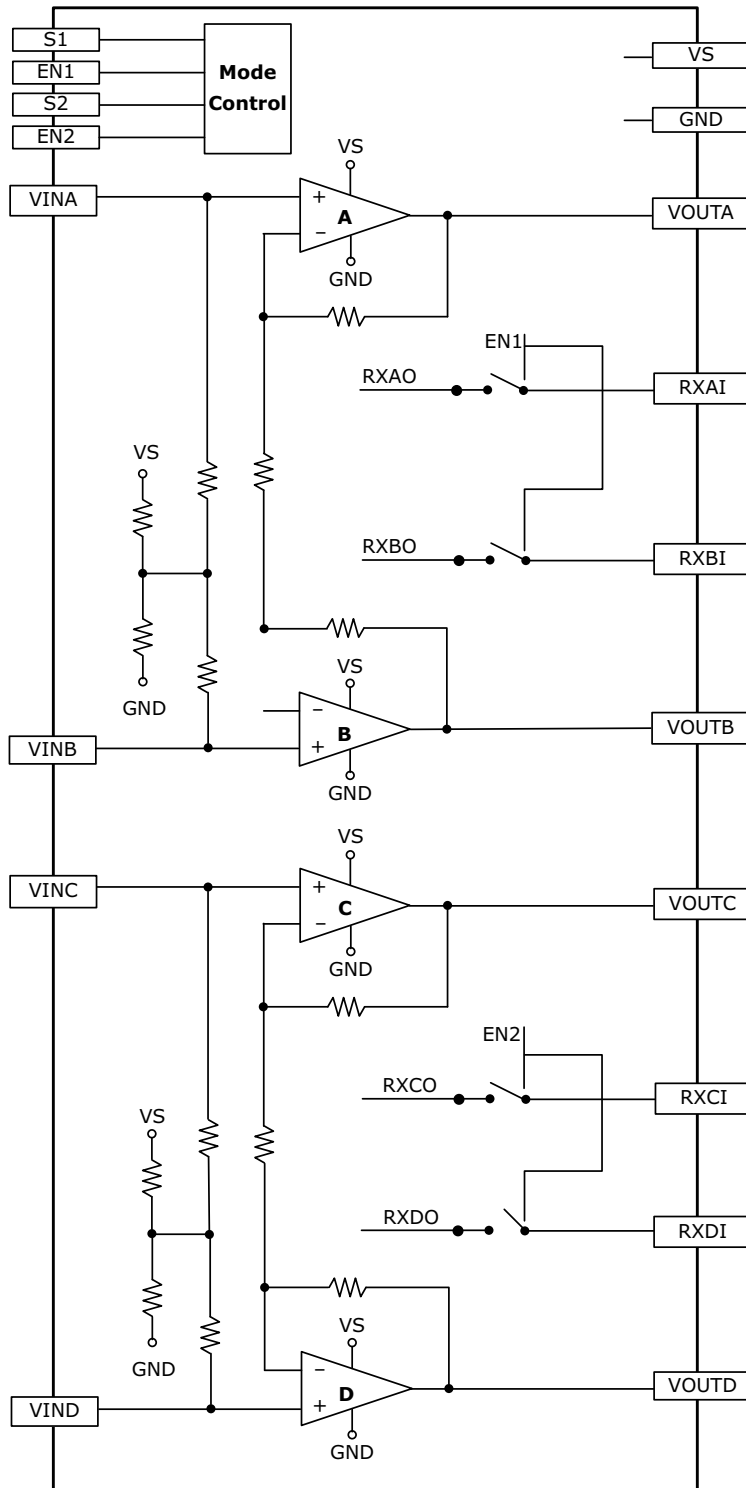 S1
EN1
S2
EN2
Mode
Control
VS
GND
VINA
VS
+
A
−
GND
VOUTA
EN1
RXAO
RXAI
VS
RXBO
RXBI
GND
VS
−
B
+
GND
VINB
VOUTB
VS
VINC
+
C
−
GND
VOUTC
EN2
RXCO
RXCI
VS
RXDO
RXDI
GND
VS
−
D
+
GND
VIND
VOUTD